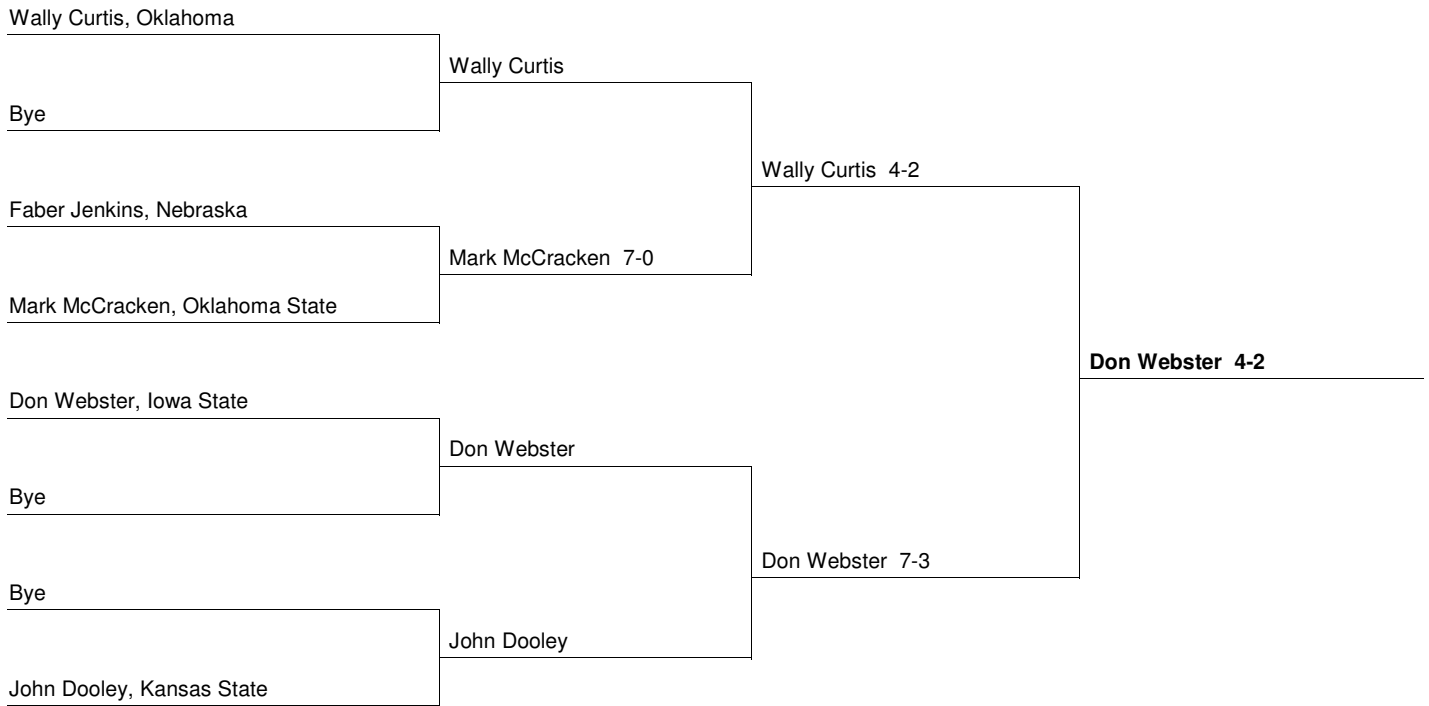 Wally Curtis, Oklahoma
Wally Curtis
Bye
Wally Curtis 4-2
Faber Jenkins, Nebraska
Mark McCracken 7-0
Mark McCracken, Oklahoma State
Don Webster 4-2
Don Webster, Iowa State
Don Webster
Bye
Don Webster 7-3
Bye
John Dooley
John Dooley, Kansas State